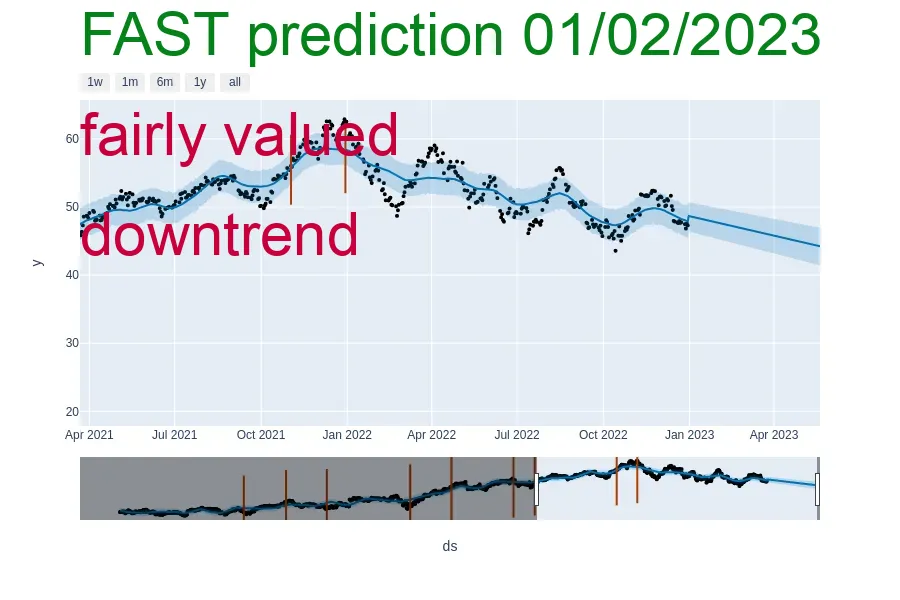 FAST prediction 01/02/2023
1w 1m 6m 1y all
fairly valued
downtrend
60
50
40
30
20
y
Apr 2021 Jul 2021 Oct 2021 Jan 2022 Apr 2022 Jul 2022 Oct 2022 Jan 2023 Apr 2023
ds